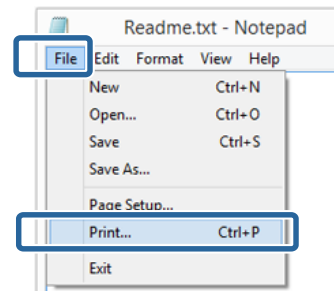 Readme.txt - Notepad
File Edit Format View Help
New Ctrl+N
Open... Ctrl+O
Save Ctrl+S
Save As...
Page Setup...
Print... Ctrl+P
Exit